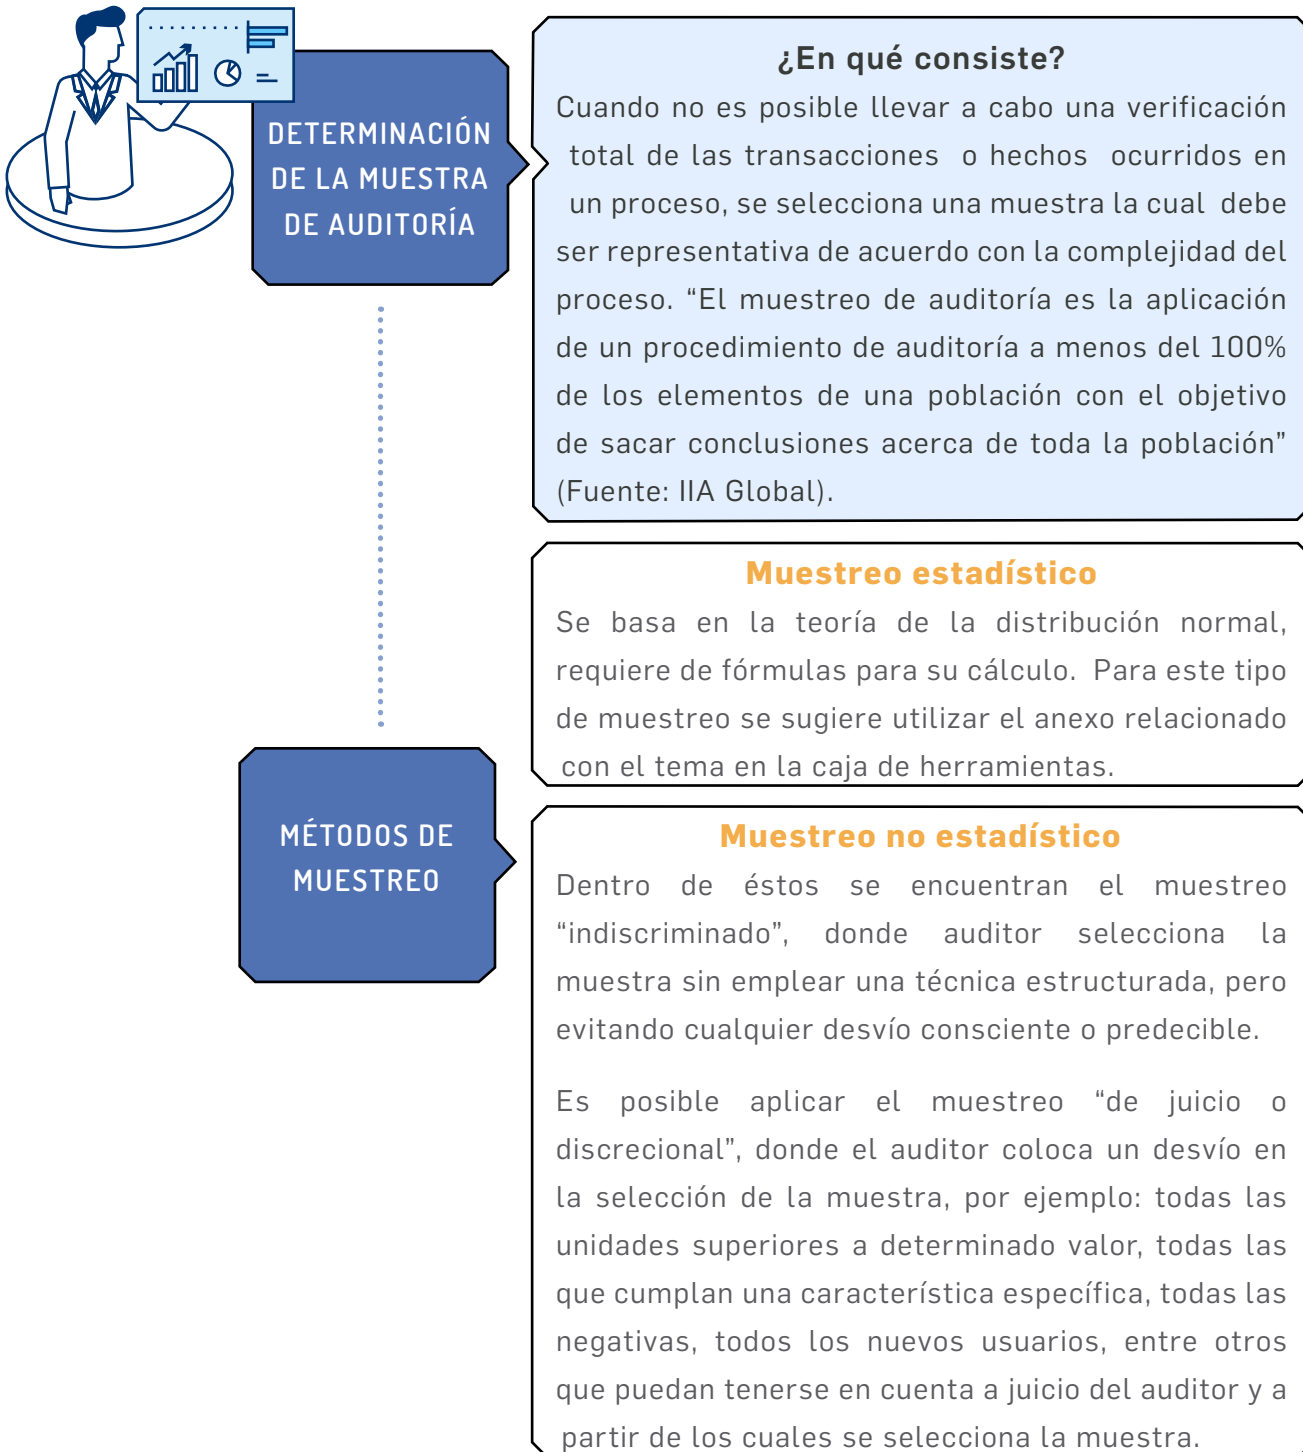 DETERMINACIÓN
DE LA MUESTRA
DE AUDITORÍA
¿En qué consiste?
Cuando no es posible llevar a cabo una verificación
total de las transacciones o hechos ocurridos en
un proceso, se selecciona una muestra la cual debe
ser representativa de acuerdo con la complejidad del
proceso. “El muestreo de auditoría es la aplicación
de un procedimiento de auditoría a menos del 100%
de los elementos de una población con el objetivo
de sacar conclusiones acerca de toda la población”
(Fuente: IIA Global).
MÉTODOS DE
MUESTREO
Muestreo estadístico
Se basa en la teoría de la distribución normal,
requiere de fórmulas para su cálculo. Para este tipo
de muestreo se sugiere utilizar el anexo relacionado
con el tema en la caja de herramientas.
Muestreo no estadístico
Dentro de éstos se encuentran el muestreo
“indiscriminado”, donde auditor selecciona la
muestra sin emplear una técnica estructurada, pero
evitando cualquier desvío consciente o predecible.
Es posible aplicar el muestreo “de juicio o
discrecional”, donde el auditor coloca un desvío en
la selección de la muestra, por ejemplo: todas las
unidades superiores a determinado valor, todas las
que cumplan una característica específica, todas las
negativas, todos los nuevos usuarios, entre otros
que puedan tenerse en cuenta a juicio del auditor y a
partir de los cuales se selecciona la muestra.